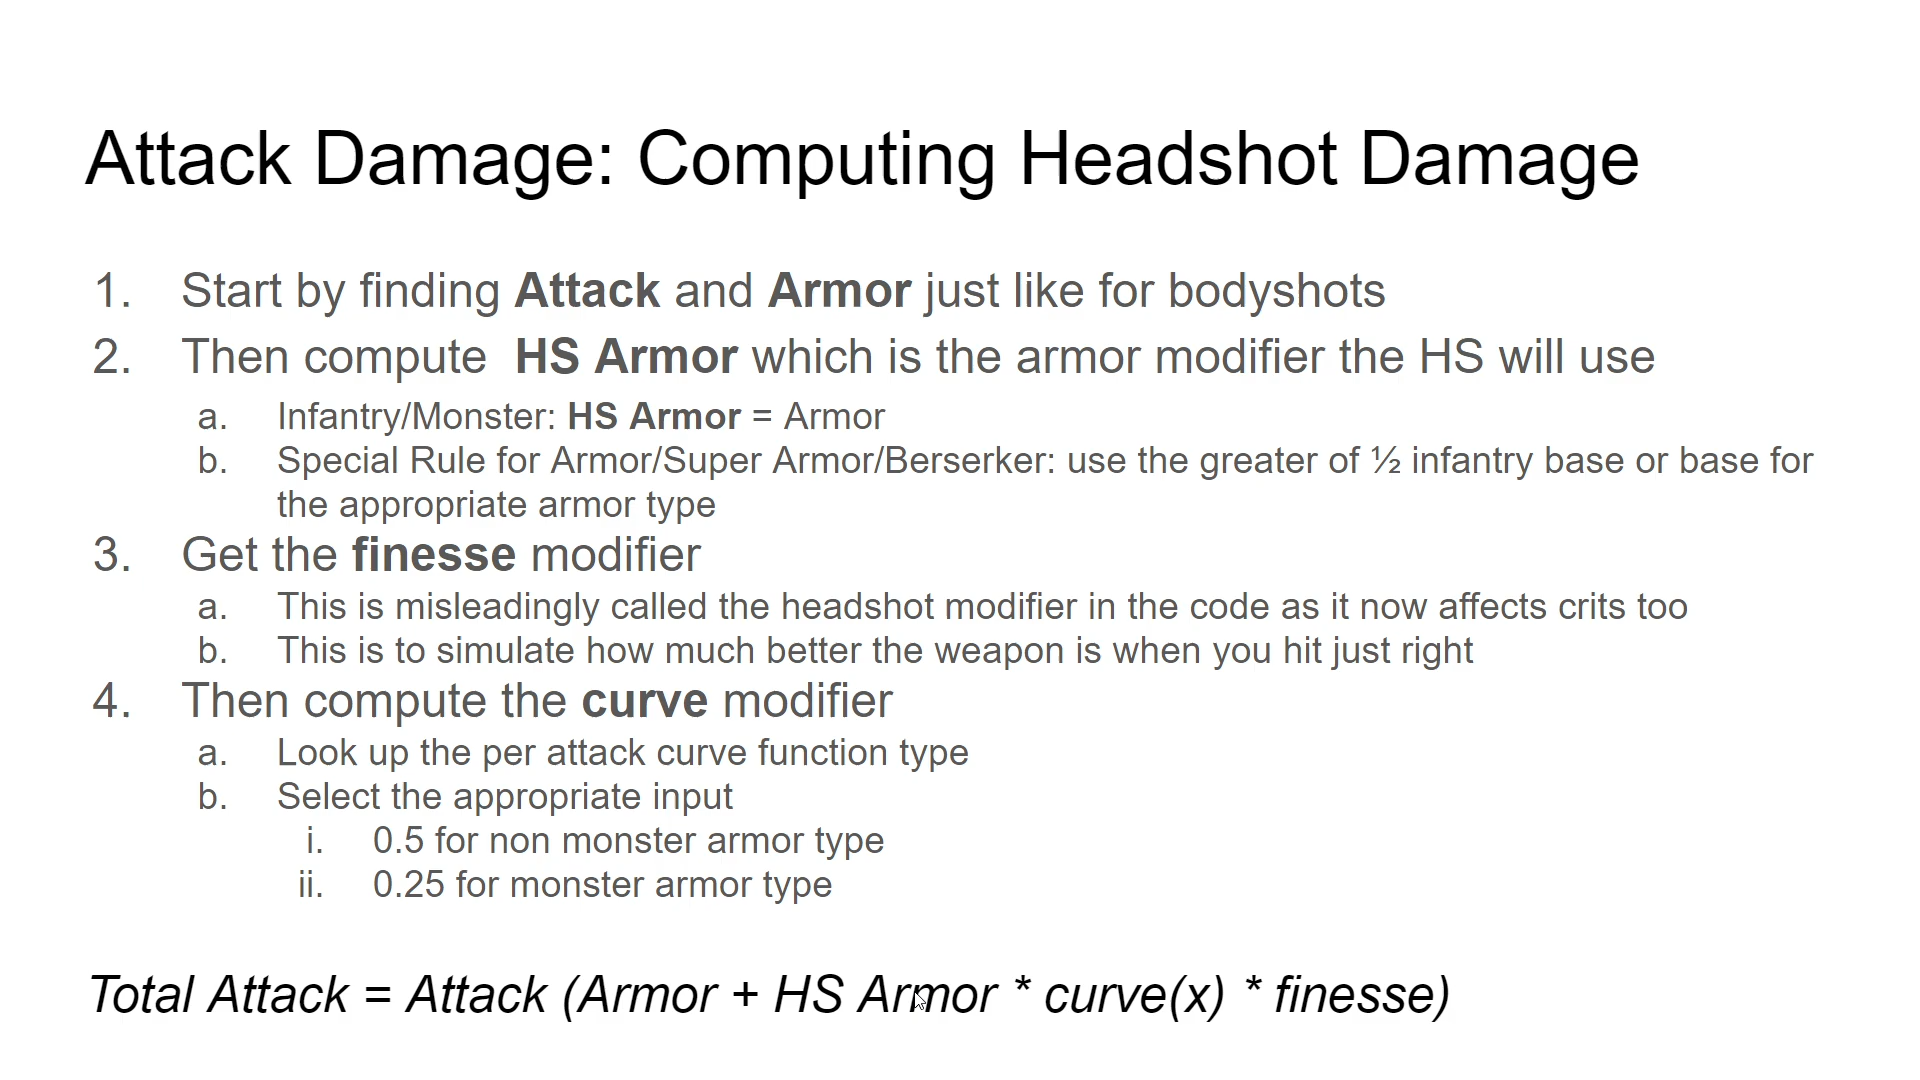 Attack Damage: Computing Headshot Damage
1. Start by finding Attack and Armor just like for bodyshots
2. Then compute HS Armor which is the armor modifier the HS will use
a. Infantry/Monster: HS Armor = Armor
b. Special Rule for Armor/Super Armor/Berserker: use the greater of ½ infantry base or base for
the appropriate armor type
3. Get the finesse modifier
a. This is misleadingly called the headshot modifier in the code as it now affects crits too
b. This is to simulate how much better the weapon is when you hit just right
4. Then compute the curve modifier
a. Look up the per attack curve function type
b. Select the appropriate input
i. 0.5 for non monster armor type
ii. 0.25 for monster armor type
Total Attack = Attack (Armor + HS Armor * curve(x) * finesse)